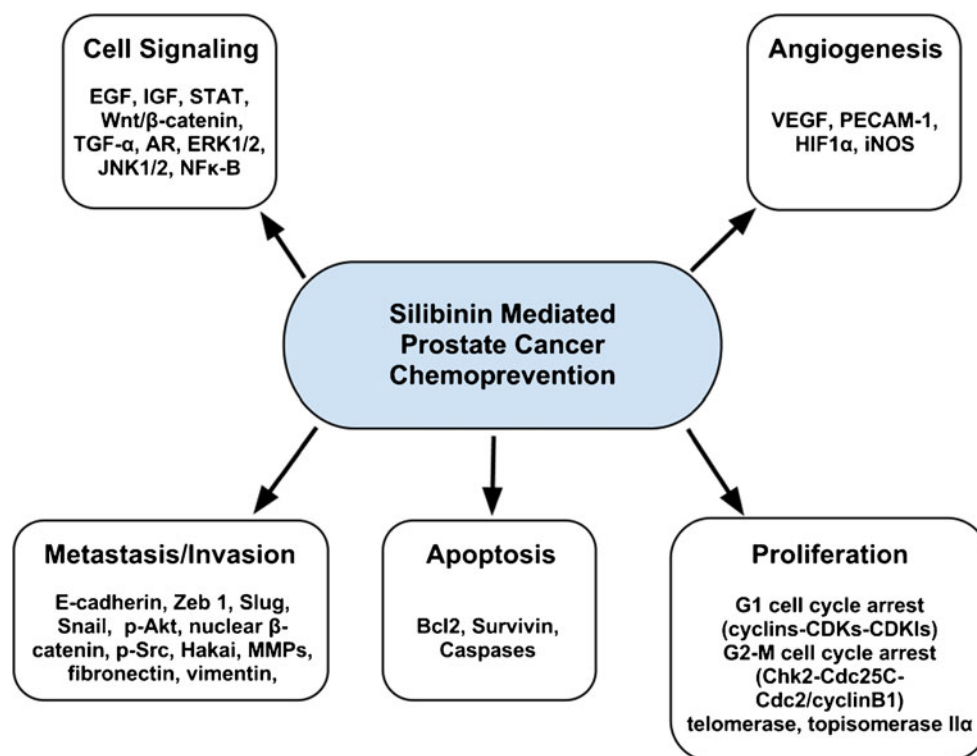 Cell Signaling
EGF, IGF, STAT,
Wnt/β-catenin,
TGF-α, AR, ERK1/2,
JNK1/2, NFκ-B
Angiogenesis
VEGF, PECAM-1,
HIF1α, iNOS
Silibinin Mediated
Prostate Cancer
Chemoprevention
Metastasis/Invasion
E-cadherin, Zeb 1, Slug,
Snail, p-Akt, nuclear β-
catenin, p-Src, Hakai, MMPs,
fibronectin, vimentin,
Apoptosis
Bcl2, Survivin,
Caspases
Proliferation
G1 cell cycle arrest
(cyclins-CDKs-CDKIs)
G2-M cell cycle arrest
(Chk2-Cdc25C-
Cdc2/cyclinB1)
telomerase, topisomerase IIα